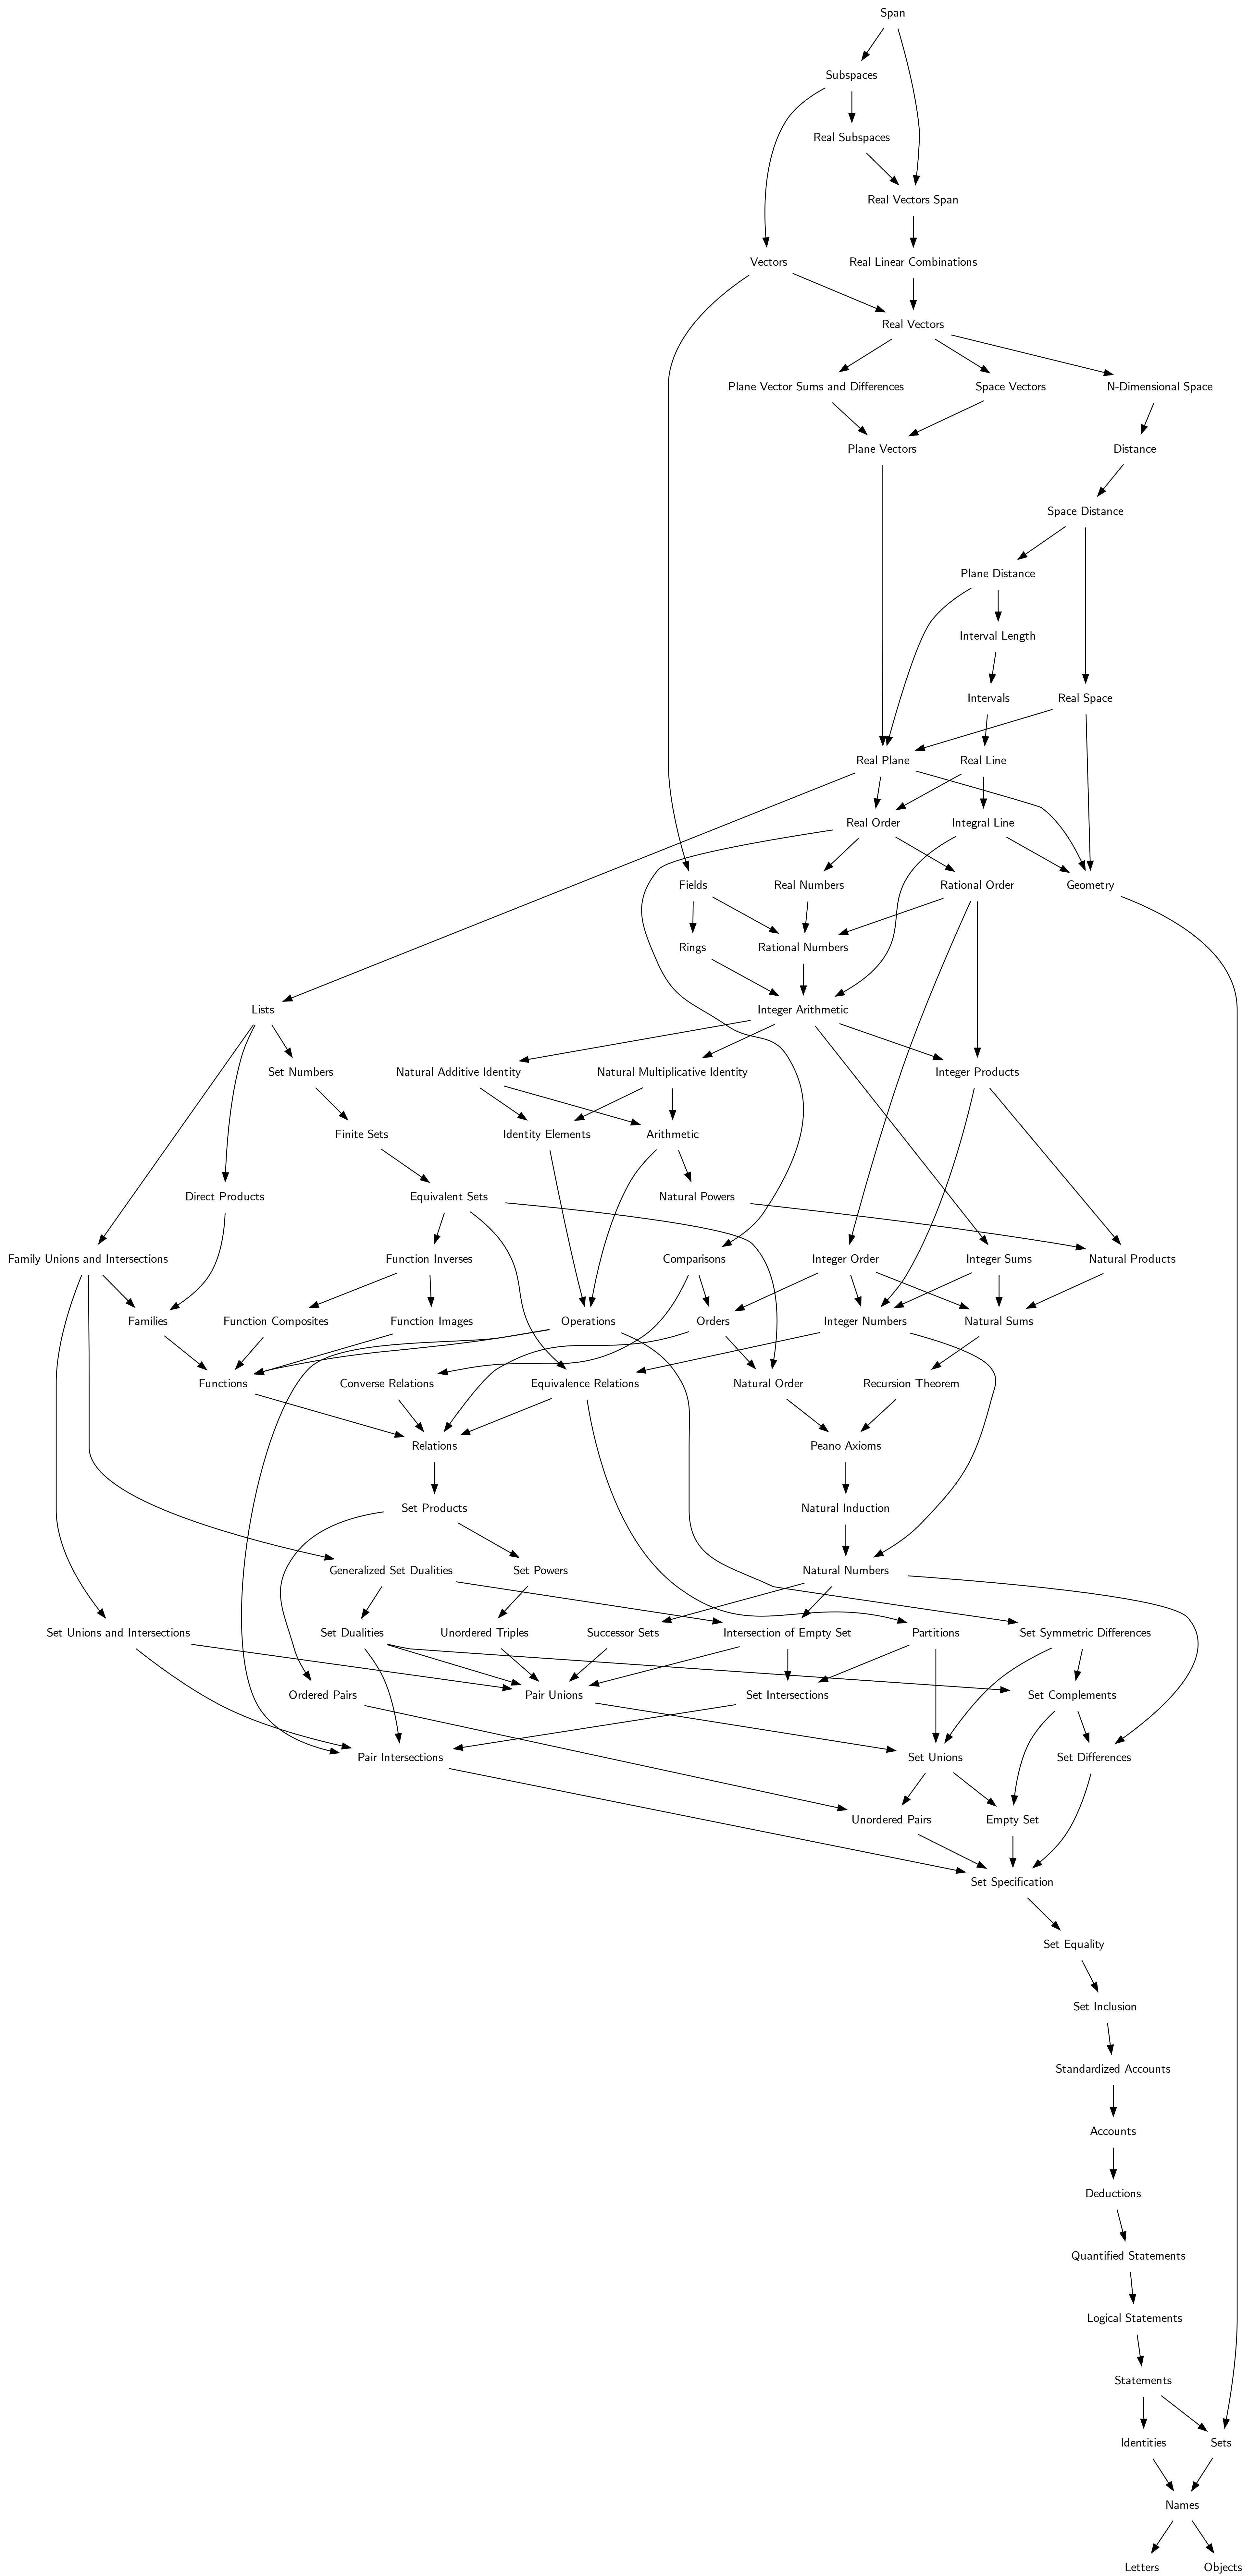 Span
Subspaces
Real Subspaces
Real Vectors Span
Vectors
Real Linear Combinations
Real Vectors
Plane Vector Sums and Differences
Space Vectors
N-Dimensional Space
Plane Vectors
Distance
Space Distance
Plane Distance
Interval Length
Intervals
Real Space
Real Plane
Real Line
Real Order
Integral Line
Fields
Real Numbers
Rational Order
Geometry
Rings
Rational Numbers
Lists
Integer Arithmetic
Set Numbers
Natural Additive Identity
Natural Multiplicative Identity
Integer Products
Finite Sets
Identity Elements
Arithmetic
Direct Products
Equivalent Sets
Natural Powers
Family Unions and Intersections
Function Inverses
Comparisons
Integer Order
Integer Sums
Natural Products
Families
Function Composites
Function Images
Operations
Orders
Integer Numbers
Natural Sums
Functions
Converse Relations
Equivalence Relations
Natural Order
Recursion Theorem
Relations
Peano Axioms
Set Products
Natural Induction
Generalized Set Dualities
Set Powers
Natural Numbers
Set Unions and Intersections
Set Dualities
Unordered Triples
Successor Sets
Intersection of Empty Set
Partitions
Set Symmetric Differences
Ordered Pairs
Pair Unions
Set Intersections
Set Complements
Pair Intersections
Set Unions
Set Differences
Unordered Pairs
Empty Set
Set Specification
Set Equality
Set Inclusion
Standardized Accounts
Accounts
Deductions
Quantified Statements
Logical Statements
Statements
Identities
Sets
Names
Letters
Objects